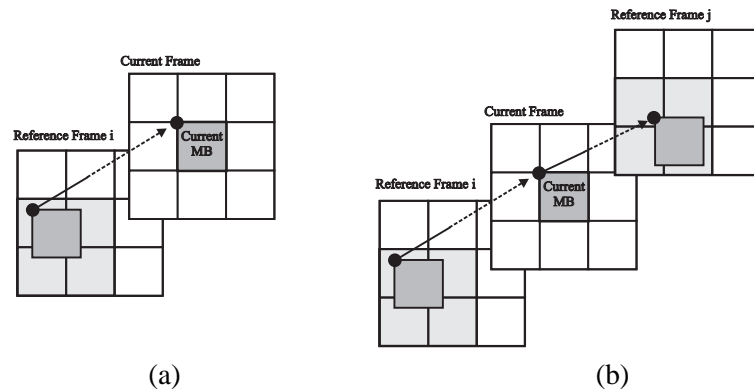 Current Frame
Reference Frame i
Current
MB
(a)
Reference Frame j
Current Frame
Reference Frame i
Current
MB
(b)